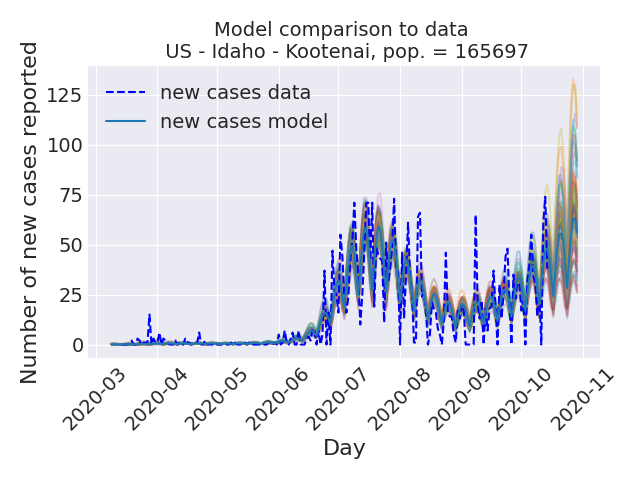 Model comparison to data
US - Idaho - Kootenai, pop. = 165697
Number of new cases reported
125
100
75
50
25
0
new cases data
new cases model
2020-03
2020-04
2020-05
2020-06
2020-07
2020-08
2020-09
2020-10
2020-11
Day